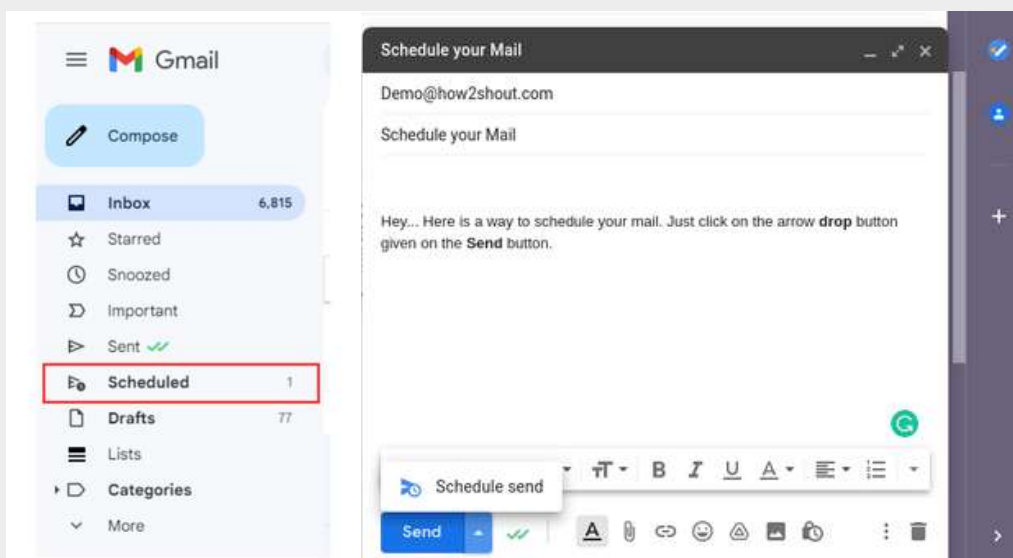 Gmail
Compose
Inbox 6,815
Starred
Snoozed
Important
Sent
Scheduled 1
Drafts 77
Lists
Categories
More
Schedule your Mail
Demo@how2shout.com
Schedule your Mail
Hey... Here is a way to schedule your mail. Just click on the arrow drop button
given on the Send button.
Schedule send
Send